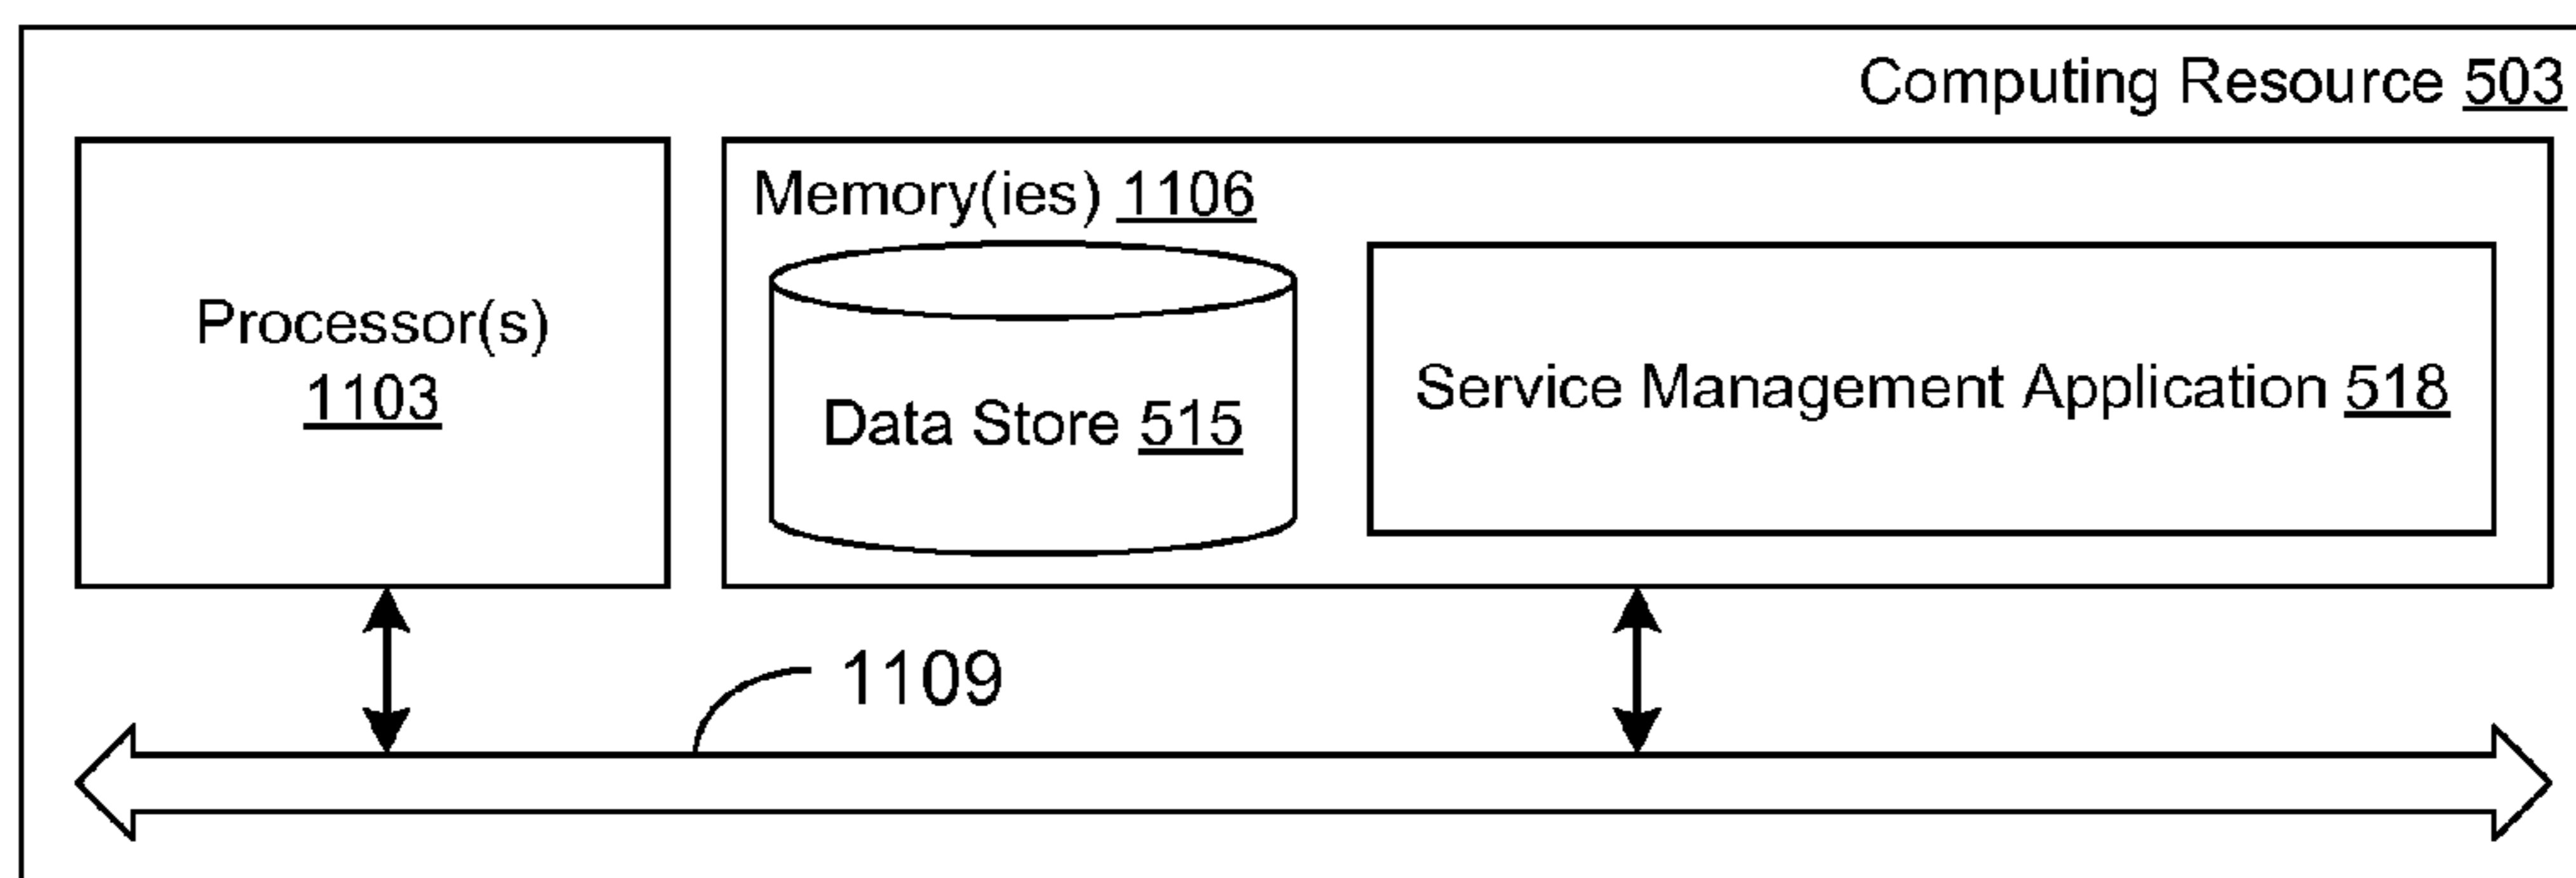 Computing Resource 503
Processor(s)
1103
Memory(ies) 1106
Data Store 515
Service Management Application 518
1109